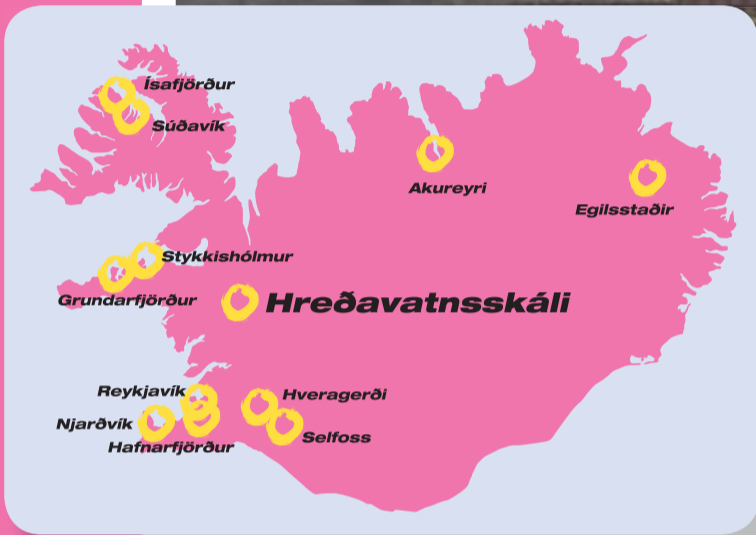 Ísafjörður
Súðavík
Akureyri
Egilsstaðir
Stykkishólmur
Grundarfjörður
Hreðavatnsskáli
Reykjavík
Hveragerði
Njarðvík
Selfoss
Hafnarfjörður